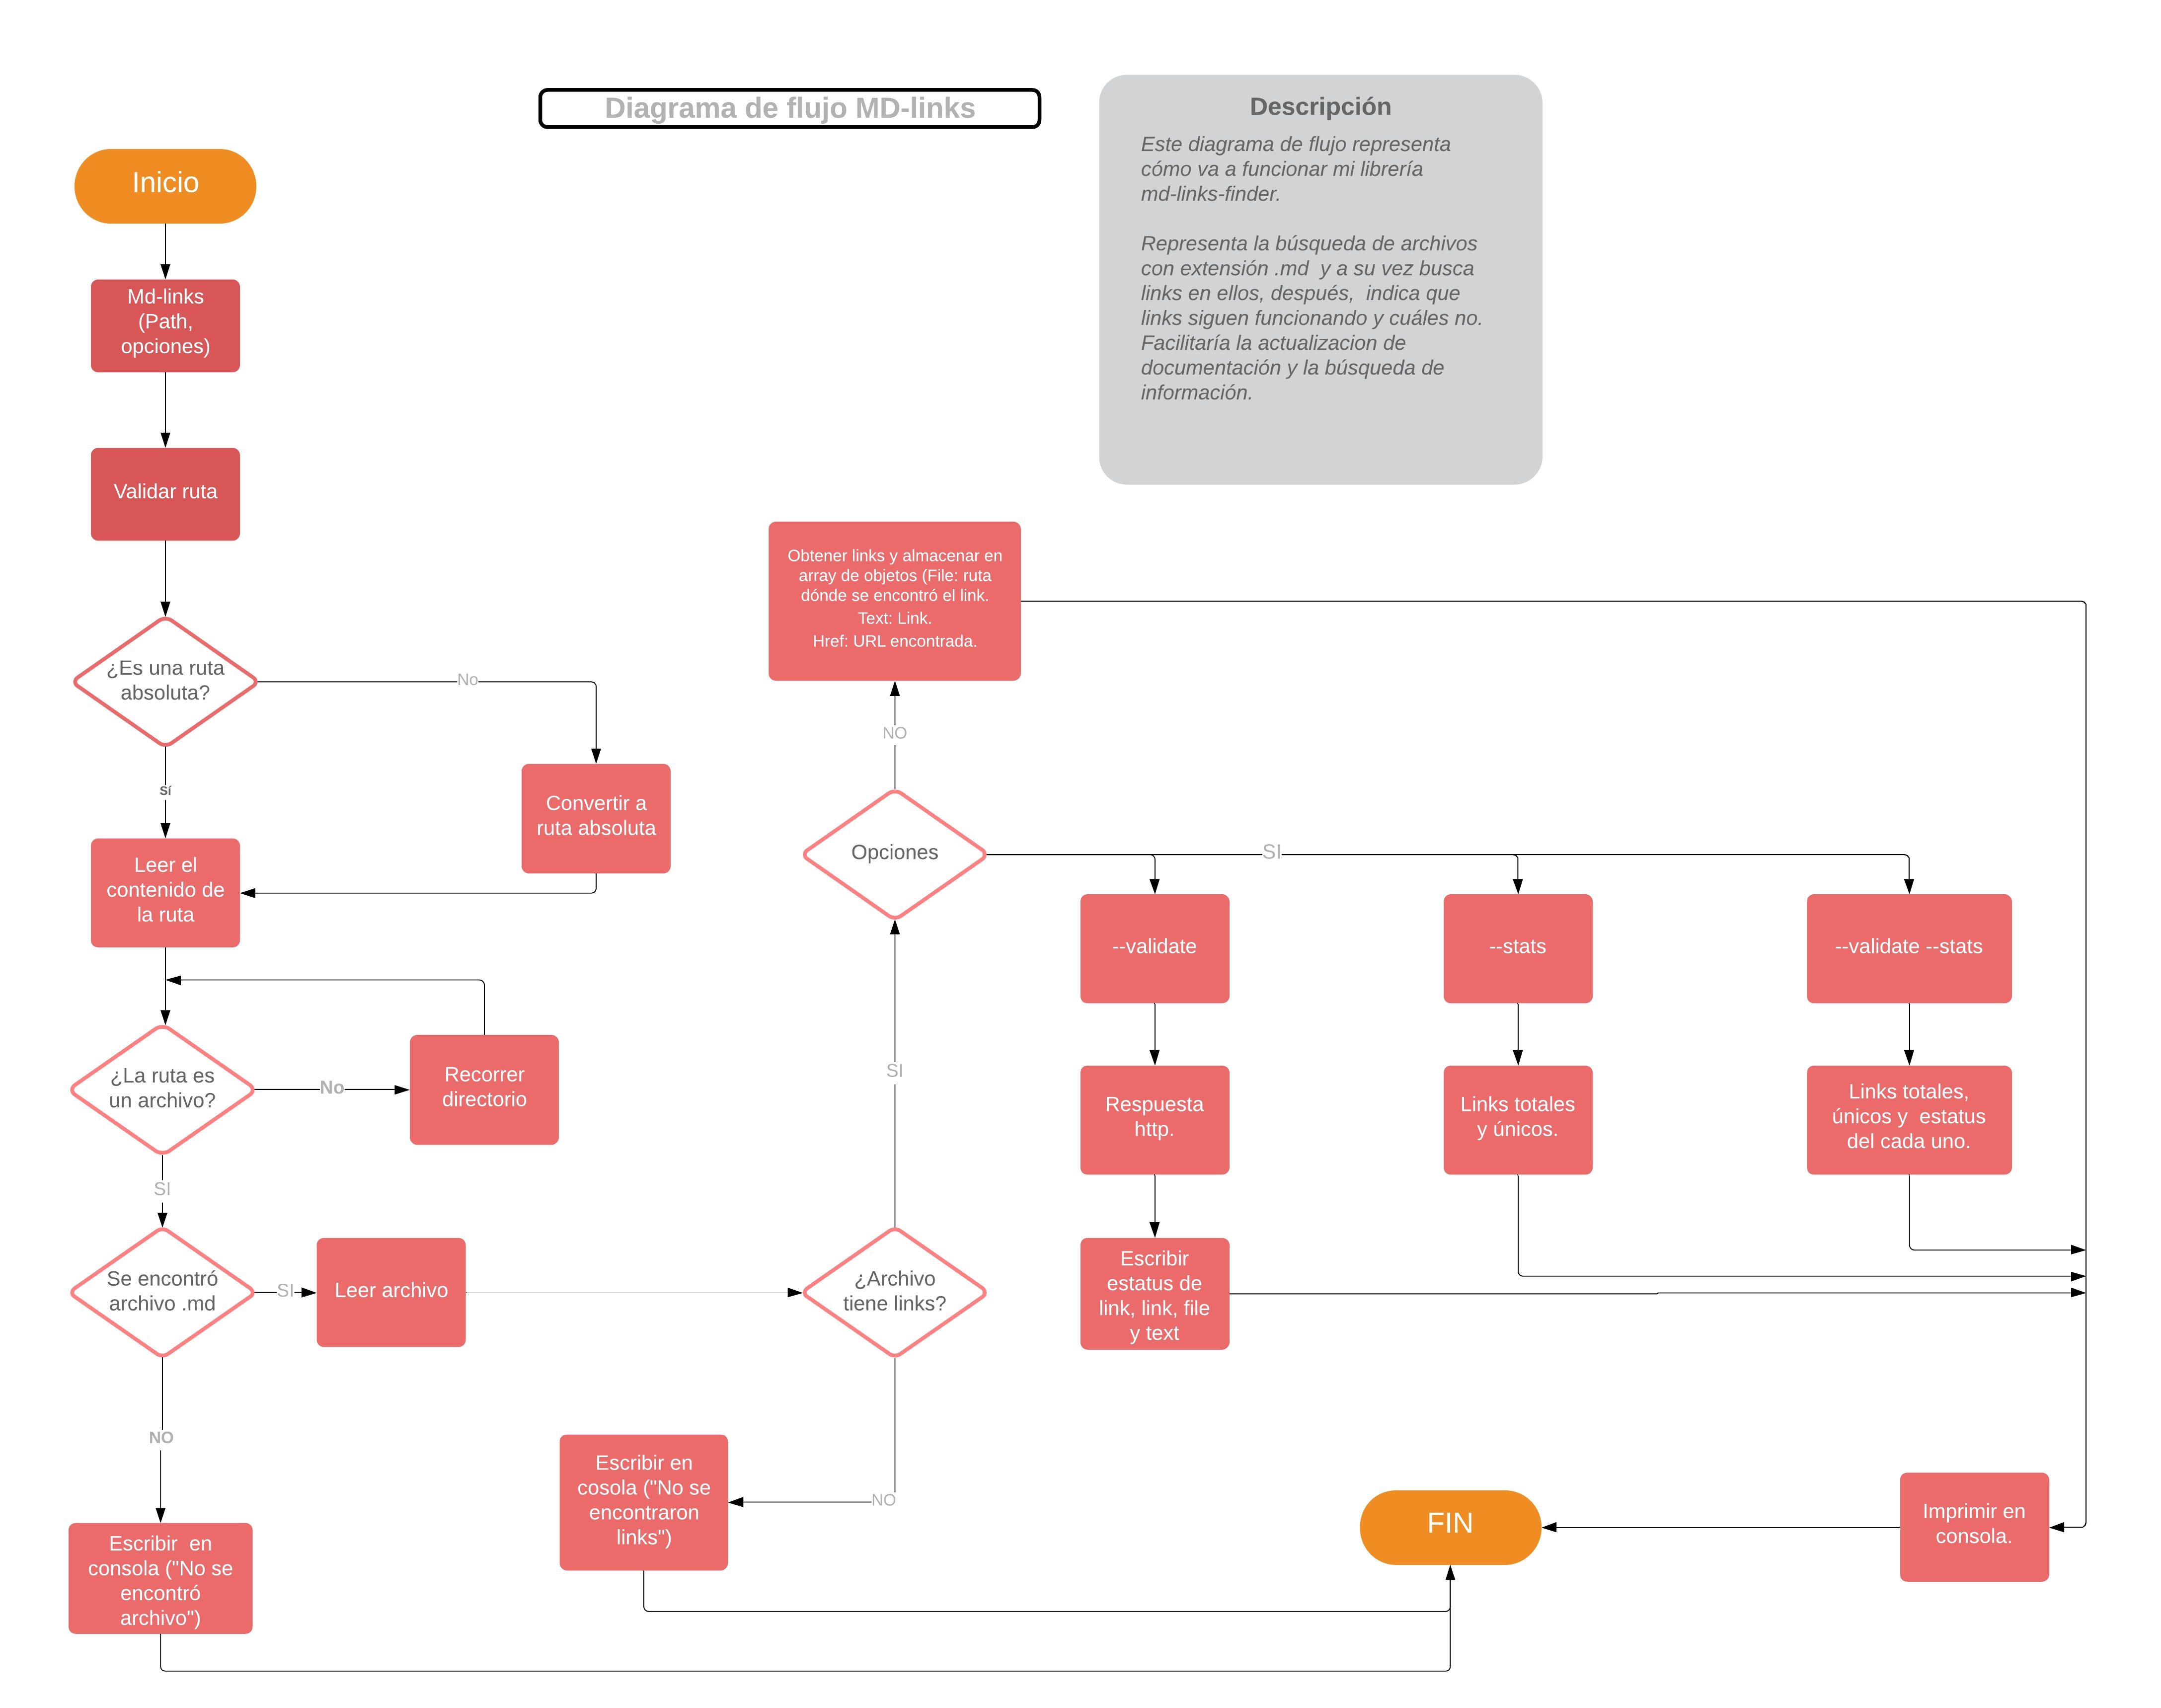 Diagrama de flujo MD-links
Descripción
Este diagrama de flujo representa
cómo va a funcionar mi librería
md-links-finder.
Representa la búsqueda de archivos
con extensión .md  y a su vez busca
links en ellos, después,  indica que
links siguen funcionando y cuáles no.
Facilitaría la actualizacion de
documentación y la búsqueda de
información.
Inicio
Md-links
(Path,
opciones)
Validar ruta
¿Es una ruta
absoluta?
No
Convertir a
ruta absoluta
Sí
Leer el
contenido de
la ruta
¿La ruta es
un archivo?
No
Recorrer
directorio
SI
Se encontró
archivo .md
SI
Leer archivo
NO
Escribir  en
consola ("No se
encontró
archivo")
¿Archivo
tiene links?
NO
Escribir en
cosola ("No se
encontraron
links")
SI
Opciones
NO
Obtener links y almacenar en
array de objetos (File: ruta
dónde se encontró el link.
Text: Link.
Href: URL encontrada.
SI
--validate
Respuesta
http.
Escribir
estatus de
link, link, file
y text
--stats
Links totales
y únicos.
--validate --stats
Links totales,
únicos y  estatus
del cada uno.
Imprimir en
consola.
FIN